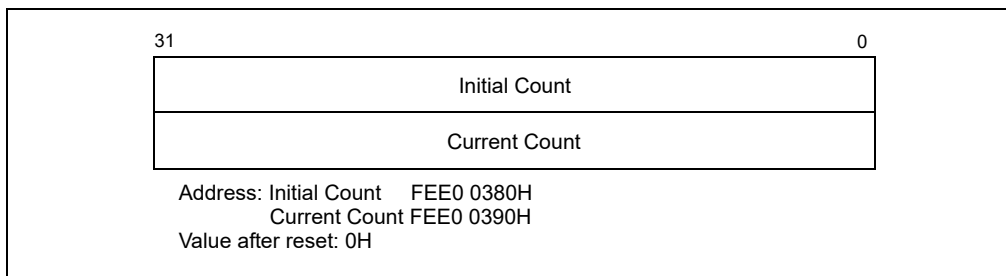 31 0
Initial Count
Current Count
Address: Initial Count FEE0 0380H
Current Count FEE0 0390H
Value after reset: 0H